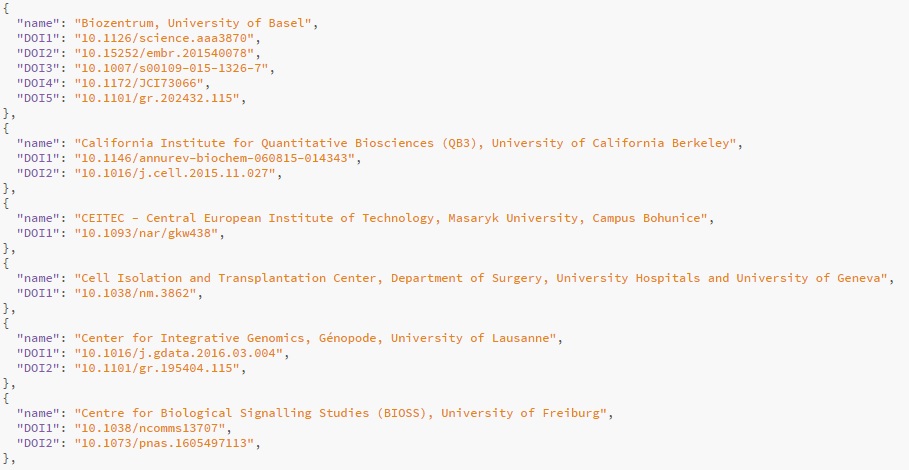 {
"name": "Biozentrum, University of Basel",
"DOI1": "10.1126/science.aaa3870",
"DOI2": "10.15252/embr.201540078",
"DOI3": "10.1007/s00109-015-1326-7",
"DOI4": "10.1172/JCI73066",
"DOI5": "10.1101/gr.202432.115",
},
{
"name": "California Institute for Quantitative Biosciences (QB3), University of California Berkeley",
"DOI1": "10.1146/annurev-biochem-060815-014343",
"DOI2": "10.1016/j.cell.2015.11.027",
},
{
"name": "CEITEC - Central European Institute of Technology, Masaryk University, Campus Bohunice",
"DOI1": "10.1093/nar/gkw438",
},
{
"name": "Cell Isolation and Transplantation Center, Department of Surgery, University Hospitals and University of Geneva",
"DOI1": "10.1038/nm.3862",
},
{
"name": "Center for Integrative Genomics, Génopode, University of Lausanne",
"DOI1": "10.1016/j.gdata.2016.03.004",
"DOI2": "10.1101/gr.195404.115",
},
{
"name": "Centre for Biological Signalling Studies (BIOSS), University of Freiburg",
"DOI1": "10.1038/ncomms13707",
"DOI2": "10.1073/pnas.1605497113",
},